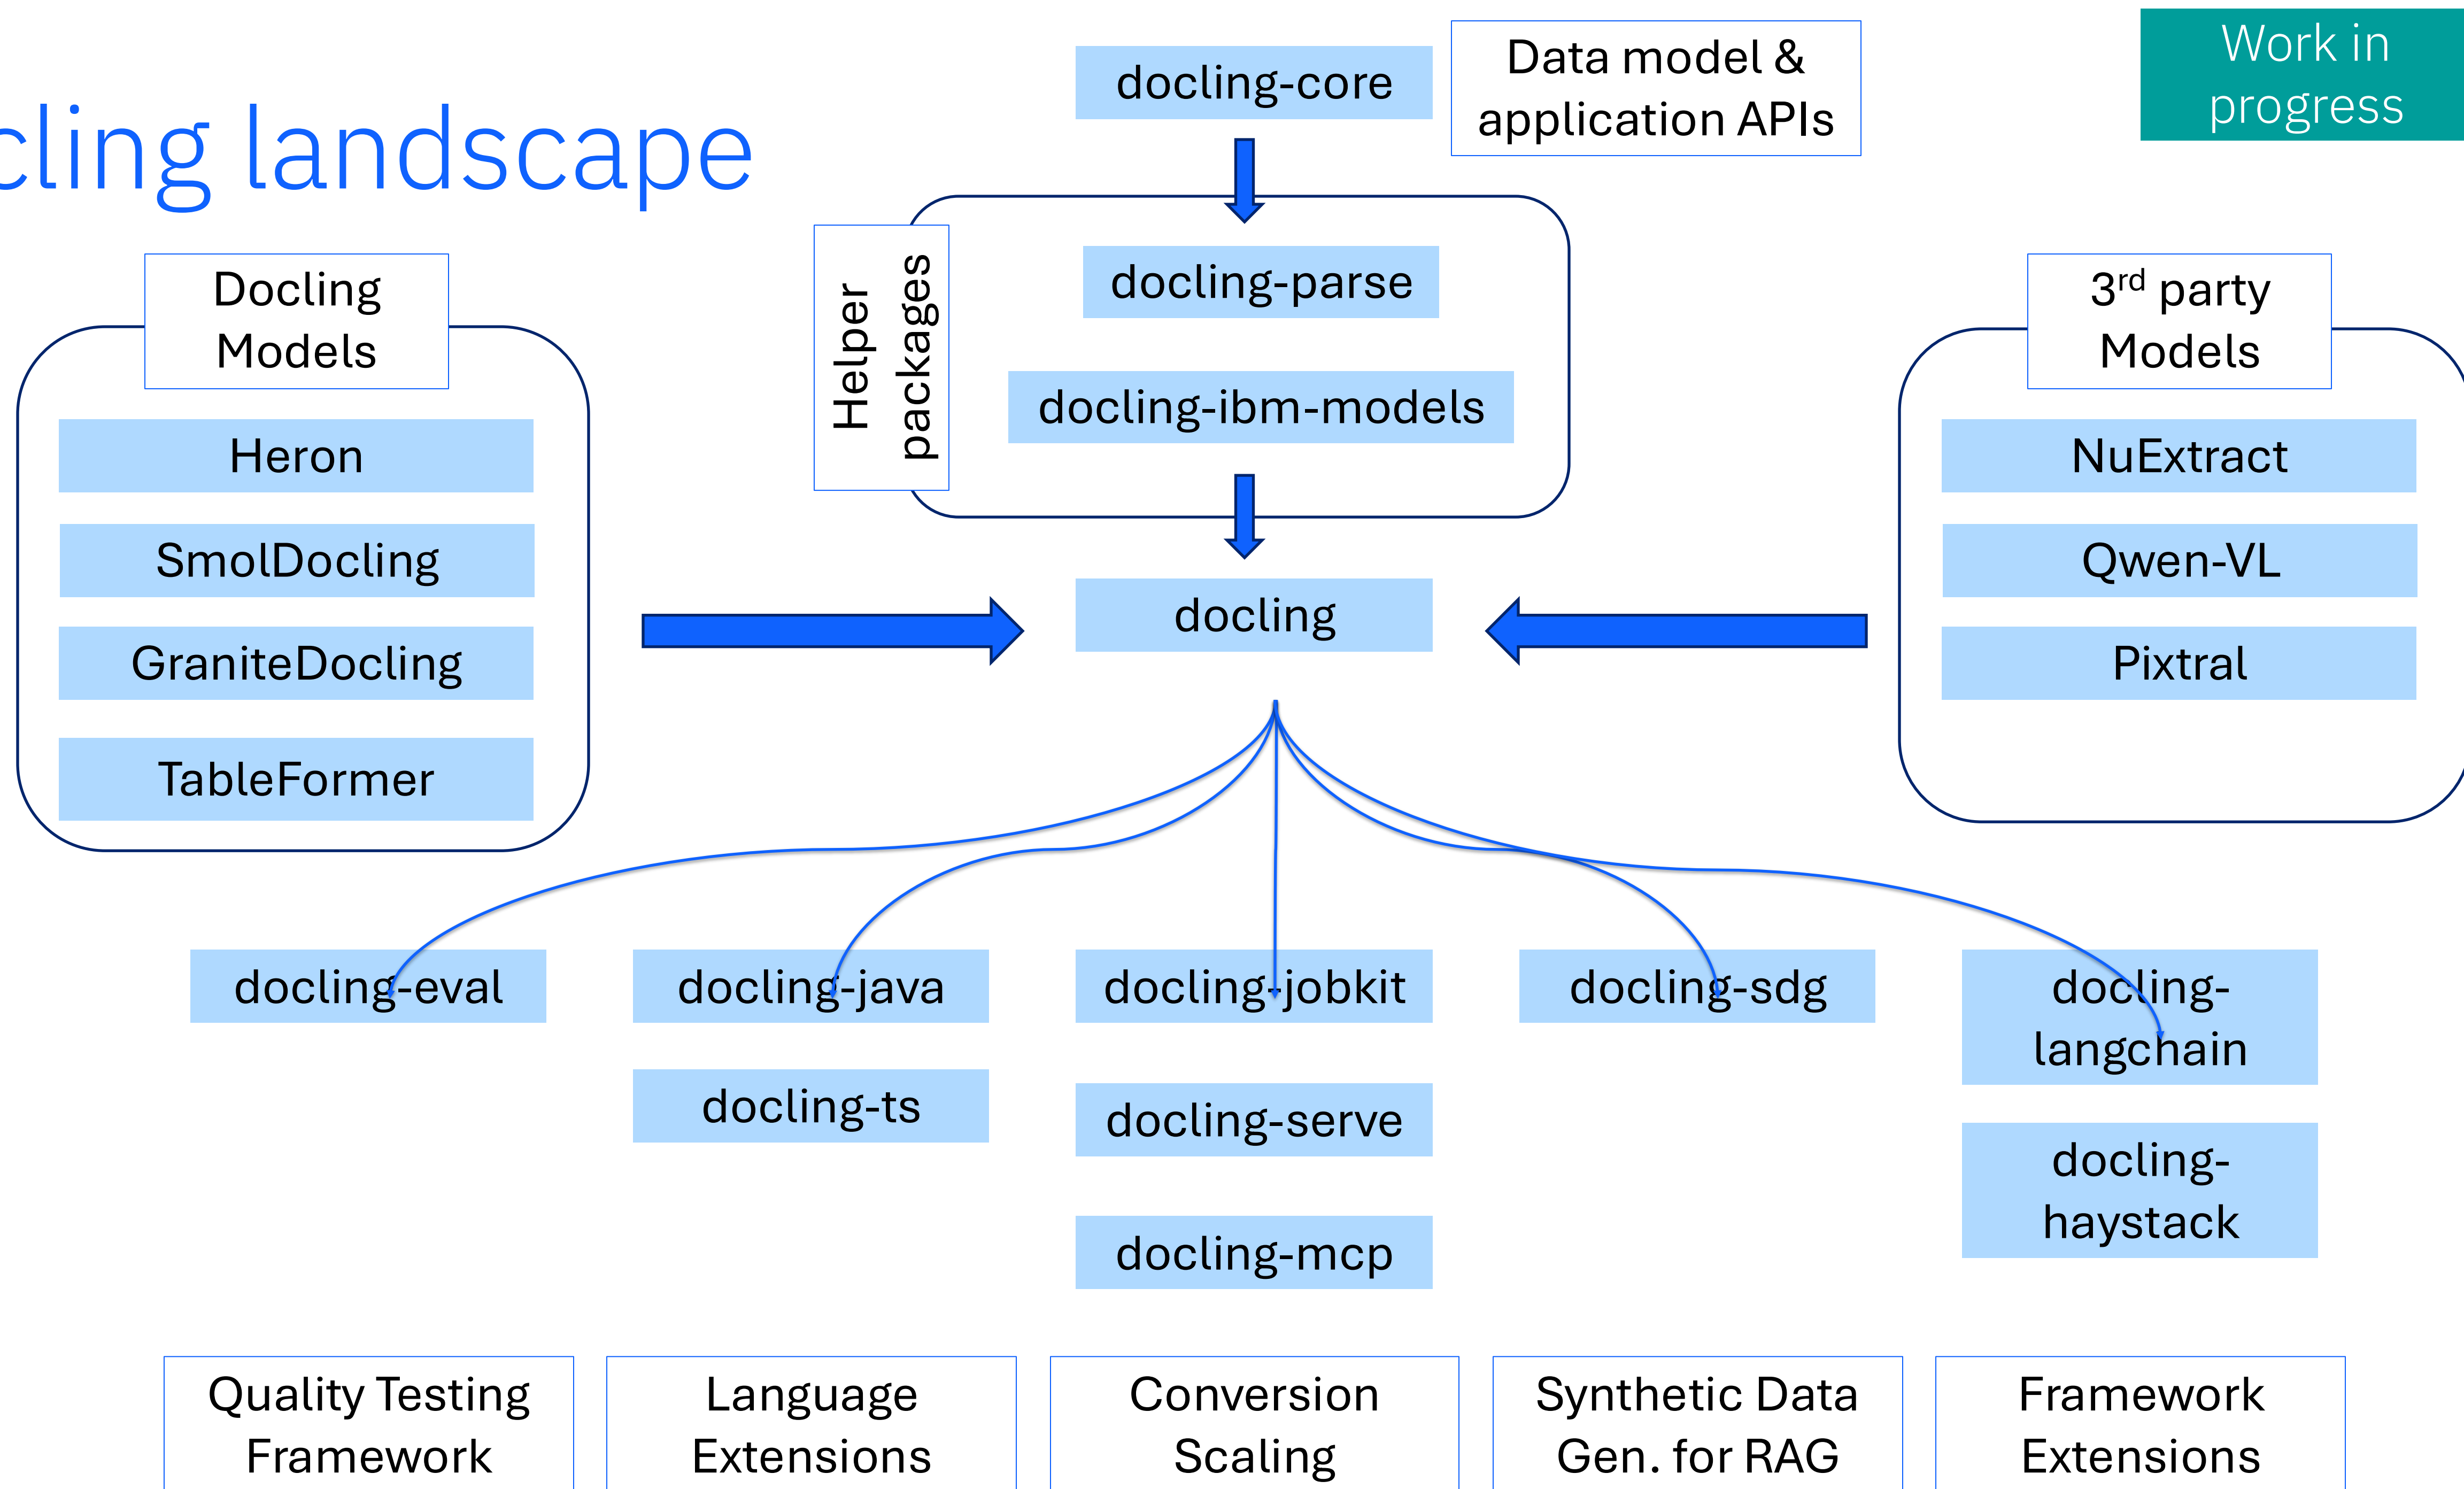 cling landscape
Work in
progress
docling-core
Data model &
application APIs
Helper
packages
docling-parse
docling-ibm-models
Docling
Models
Heron
SmolDocling
GraniteDocling
TableFormer
docling
3rd party
Models
NuExtract
Qwen-VL
Pixtral
docling-eval
docling-java
docling-ts
docling-jobkit
docling-serve
docling-mcp
docling-sdg
docling-
langchain
docling-
haystack
Quality Testing
Framework
Language
Extensions
Conversion
Scaling
Synthetic Data
Gen. for RAG
Framework
Extensions